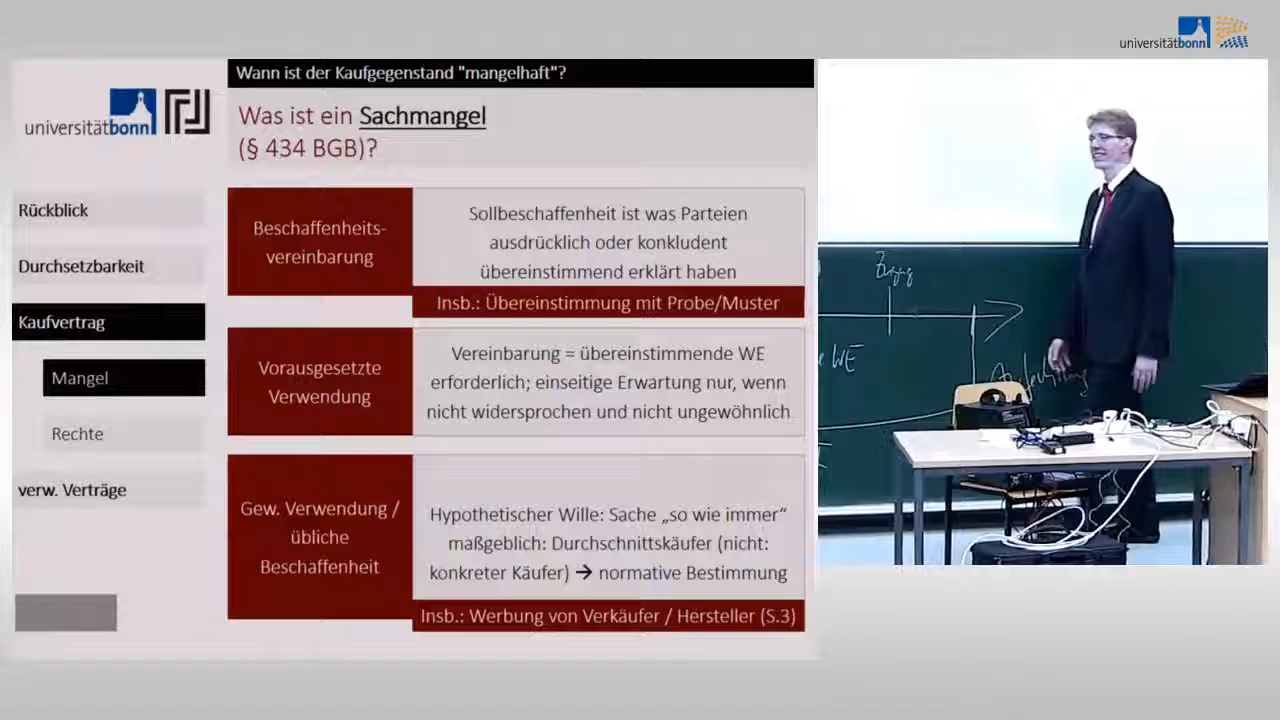 universitätbonn
Wann ist der Kaufgegenstand "mangelhaft"?
universitätbonn
Was ist ein Sachmangel
(§ 434 BGB)?
Rückblick
Durchsetzbarkeit
Kaufvertrag
Mangel
Rechte
verw. Verträge
Beschaffenheits-
vereinbarung
Sollbeschaffenheit ist was Parteien
ausdrücklich oder konkludent
übereinstimmend erklärt haben
Insb.: Übereinstimmung mit Probe/Muster
Vorausgesetzte
Verwendung
Vereinbarung = übereinstimmende WE
erforderlich; einseitige Erwartung nur, wenn
nicht widersprochen und nicht ungewöhnlich
Gew. Verwendung /
übliche
Beschaffenheit
Hypothetischer Wille: Sache „so wie immer“
maßgeblich: Durchschnittskäufer (nicht:
konkreter Käufer) → normative Bestimmung
Insb.: Werbung von Verkäufer / Hersteller (S.3)
WE